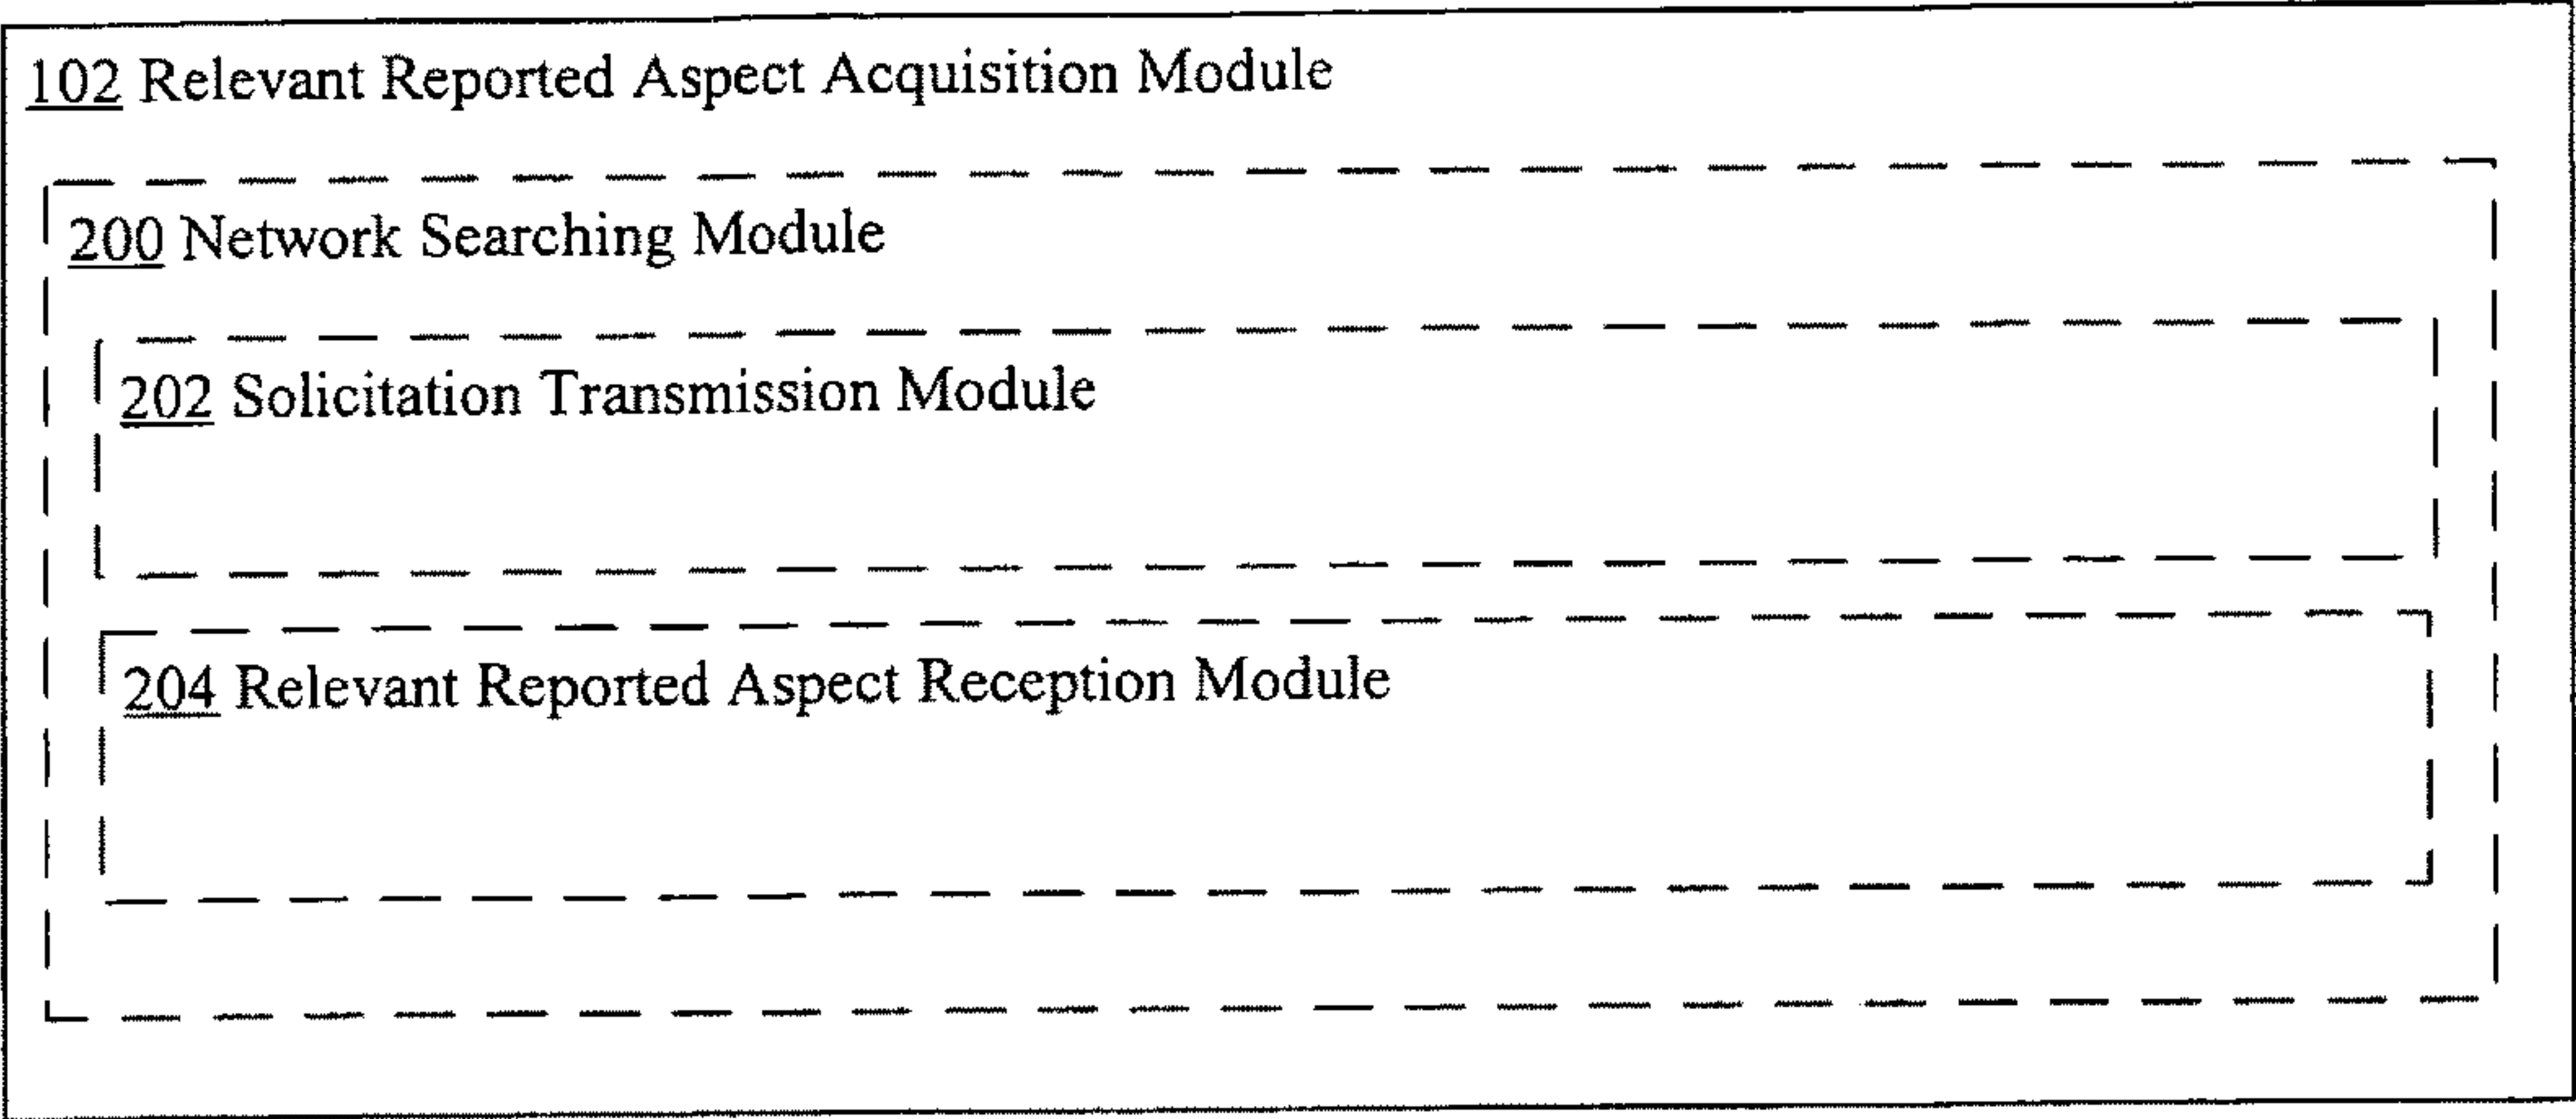 102 Relevant Reported Aspect Acquisition Module
200 Network Searching Module
202 Solicitation Transmission Module
204 Relevant Reported Aspect Reception Module